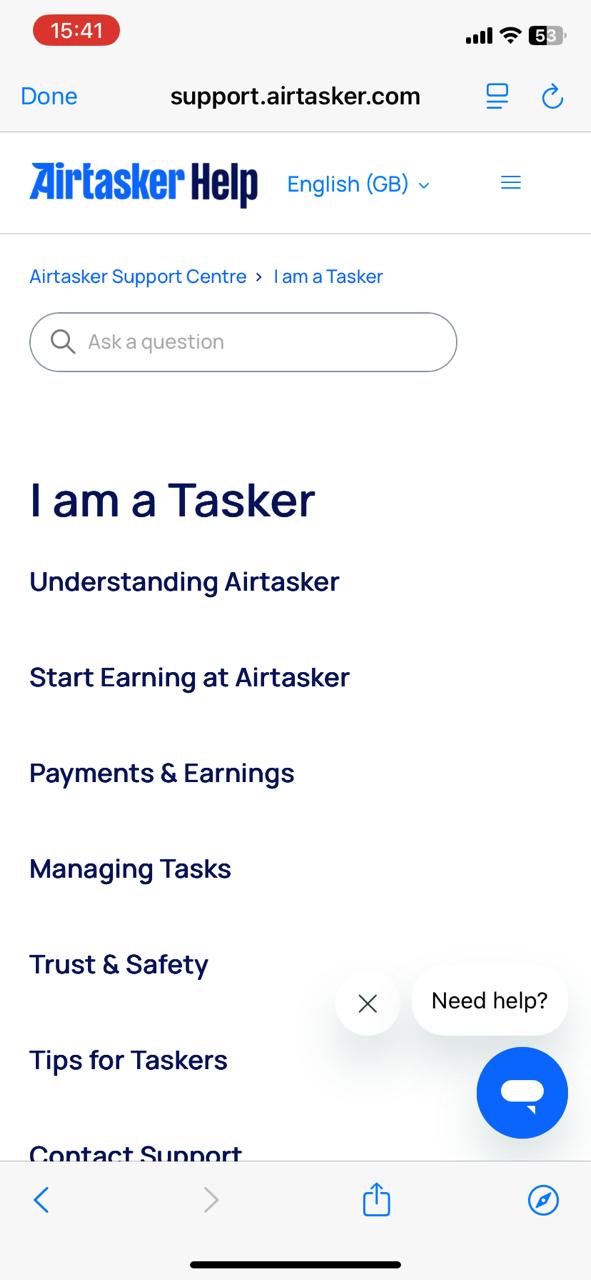 15:41
53
Done
support.airtasker.com
Airtasker Help
English (GB)
Airtasker Support Centre > I am a Tasker
Ask a question
I am a Tasker
Understanding Airtasker
Start Earning at Airtasker
Payments & Earnings
Managing Tasks
Trust & Safety
Need help?
Tips for Taskers
Contact Support